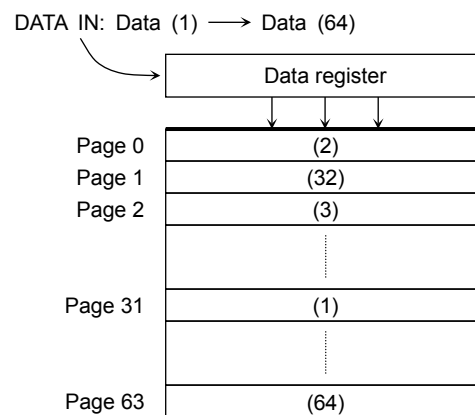 DATA IN: Data (1) → Data (64)
Data register
Page 0 (2)
Page 1 (32)
Page 2 (3)
Page 31 (1)
Page 63 (64)